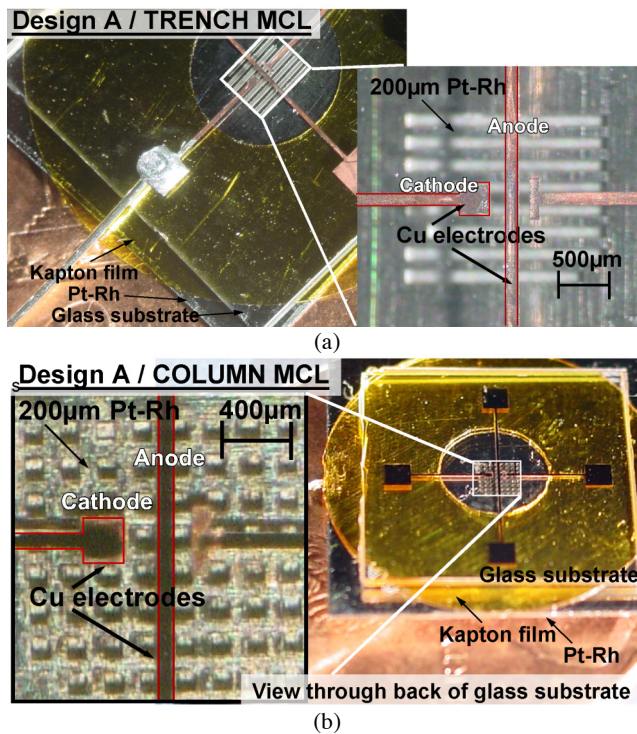 Design A / TRENCH MCL
200μm Pt-Rh
Anode
Cathode
Cu electrodes
500μm
Kapton film
Pt-Rh
Glass substrate
(a)
S
Design A / COLUMN MCL
200μm Pt-Rh
400μm
Anode
Cathode
Cu electrodes
Glass substrate
Kapton film
Pt-Rh
View through back of glass substrate
(b)